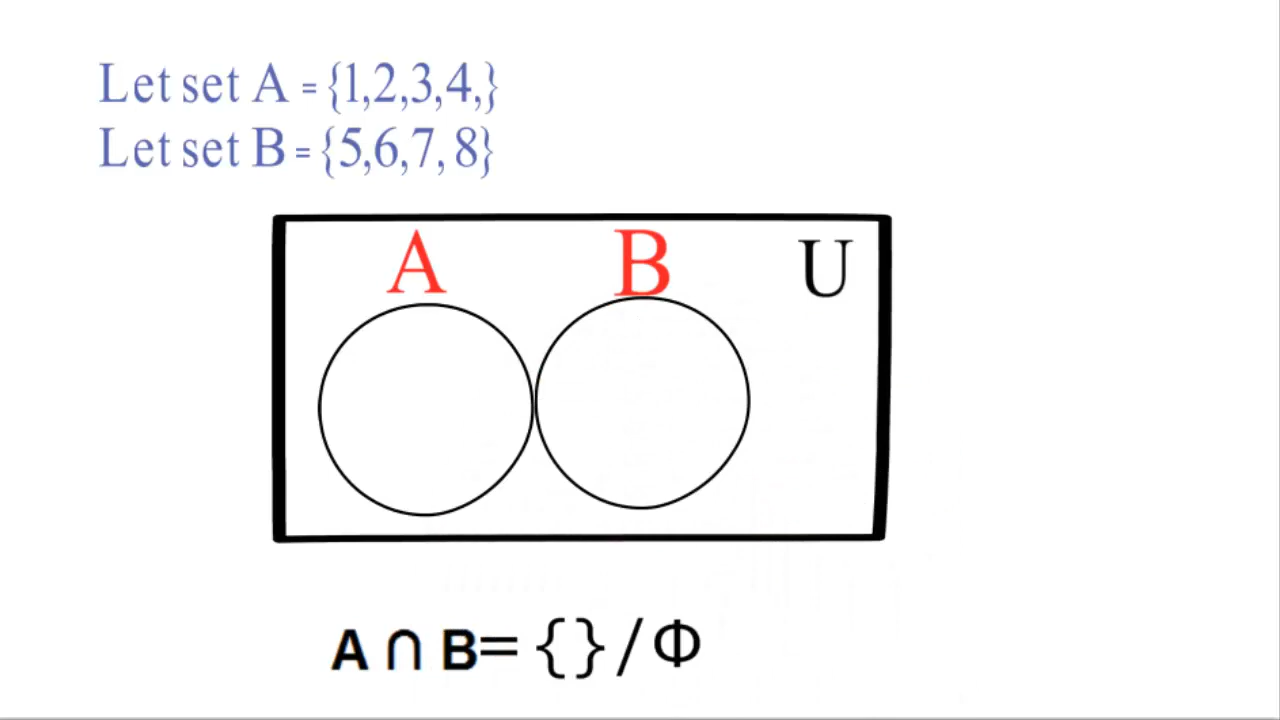 Let set A = {1,2,3,4,}
Let set B = {5,6,7, 8}
A B U
A ∩ B= {}/Φ